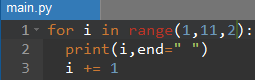 main.py
1 for i in range(1,11,2):
2 print(i,end=" ")
3 i += 1